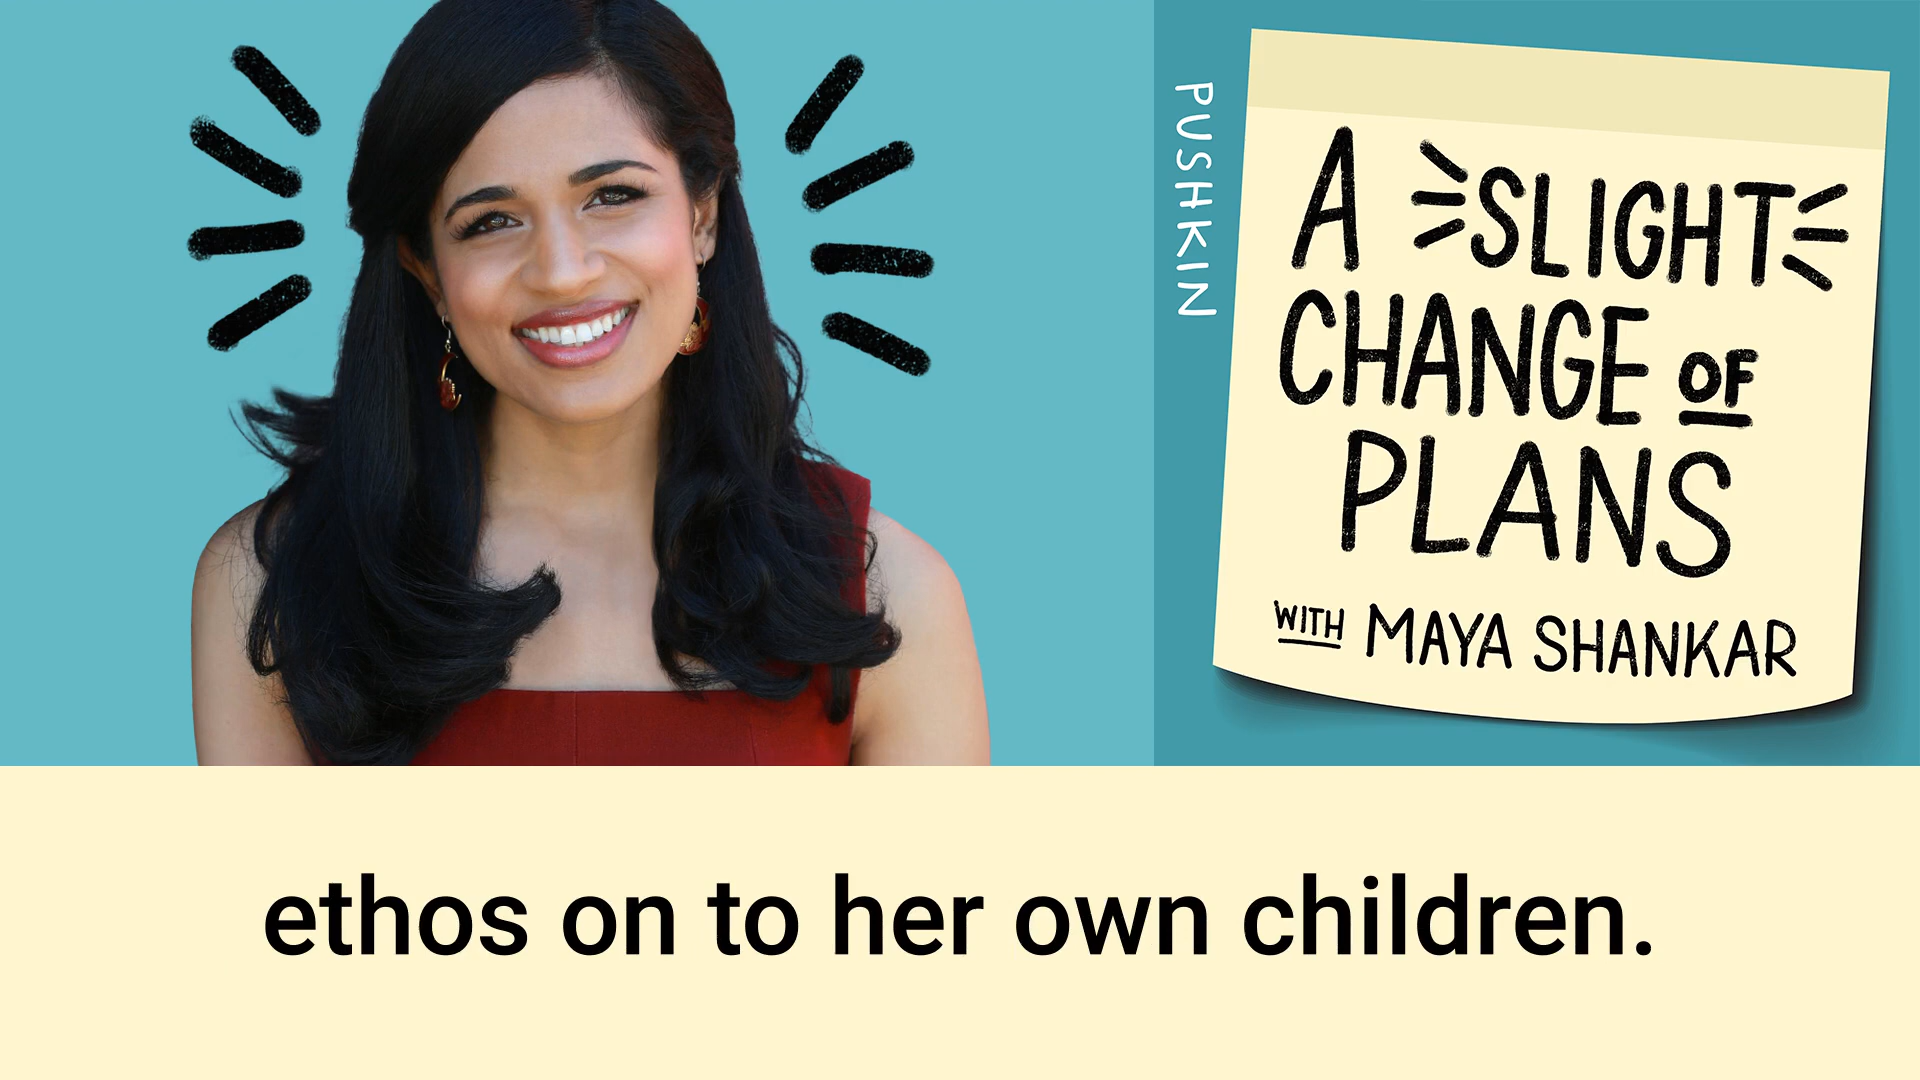 PUSHKIN
A SLIGHT
CHANGE OF
PLANS
WITH MAYA SHANKAR
ethos on to her own children.